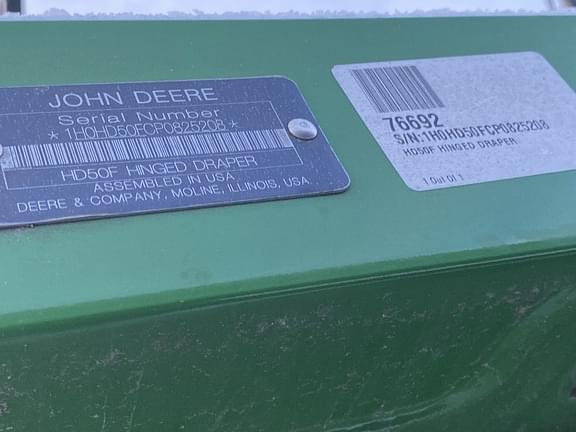 JOHN DEERE
Serial Number
*1H0HD50FCP0825208*
HD50F HINGED DRAPER
ASSEMBLED IN USA
DEERE & COMPANY, MOLINE, ILLINOIS, USA
76692
S/N:1H0HD50FCP0825208
HD50F HINGED DRAPER
1 Out Of 1